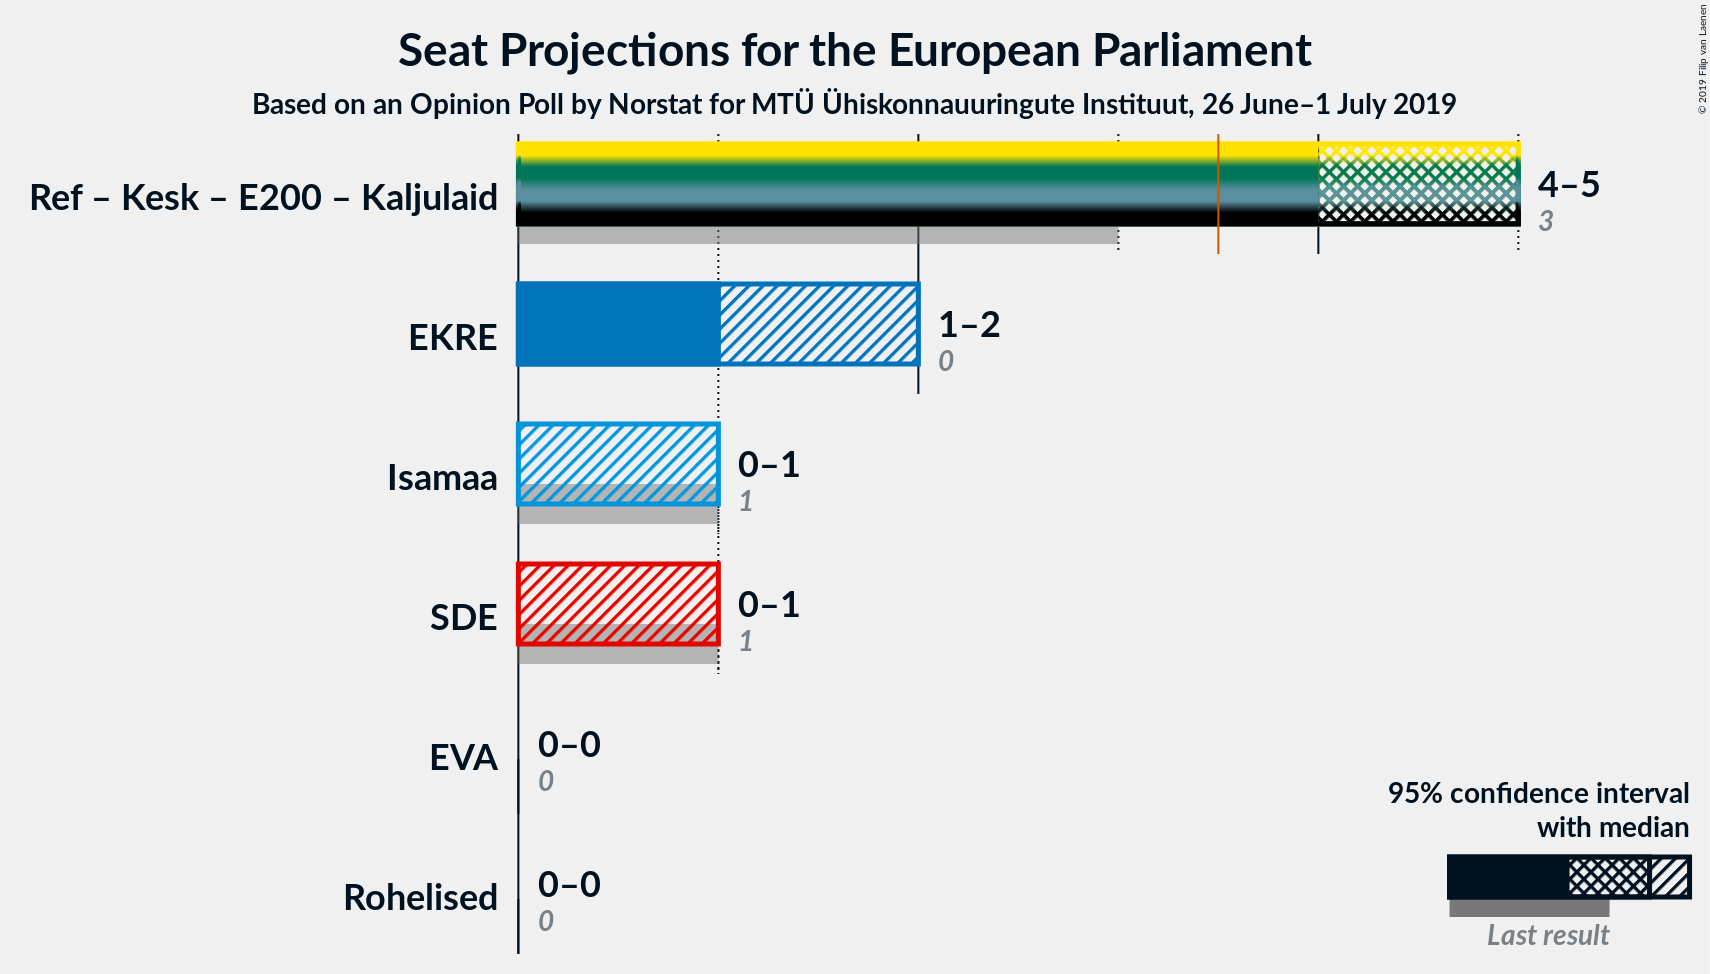 Seat Projections for the European Parliament
Based on an Opinion Poll by Norstat for MTÜ Ühiskonnauuringute Instituut, 26 June–1 July 2019
© 2019 Filip van Laenen
Ref – Kesk – E200 – Kaljulaid
4–5
3
EKRE
1–2
0
Isamaa
0–1
1
SDE
0–1
1
EVA
0–0
0
Rohelised
0–0
0
95% confidence interval
with median
Last result